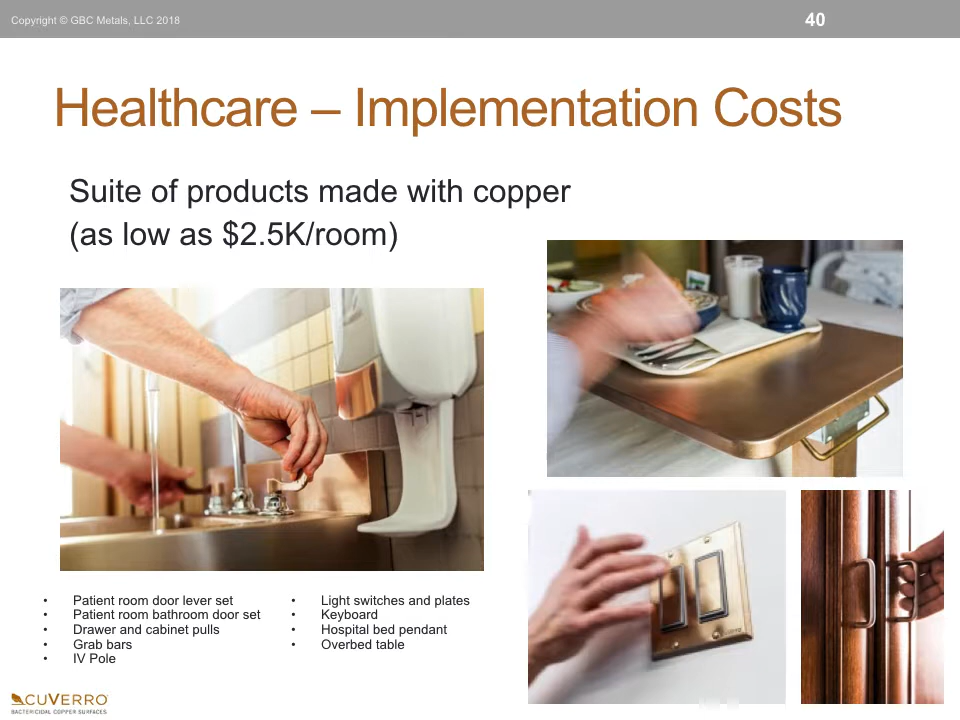 Copyright © GBC Metals, LLC 2018
40
Healthcare – Implementation Costs
Suite of products made with copper
(as low as $2.5K/room)
• Patient room door lever set
• Patient room bathroom door set
• Drawer and cabinet pulls
• Grab bars
• IV Pole
• Light switches and plates
• Keyboard
• Hospital bed pendant
• Overbed table
CUVERRO
BACTERICIDAL COPPER SURFACES